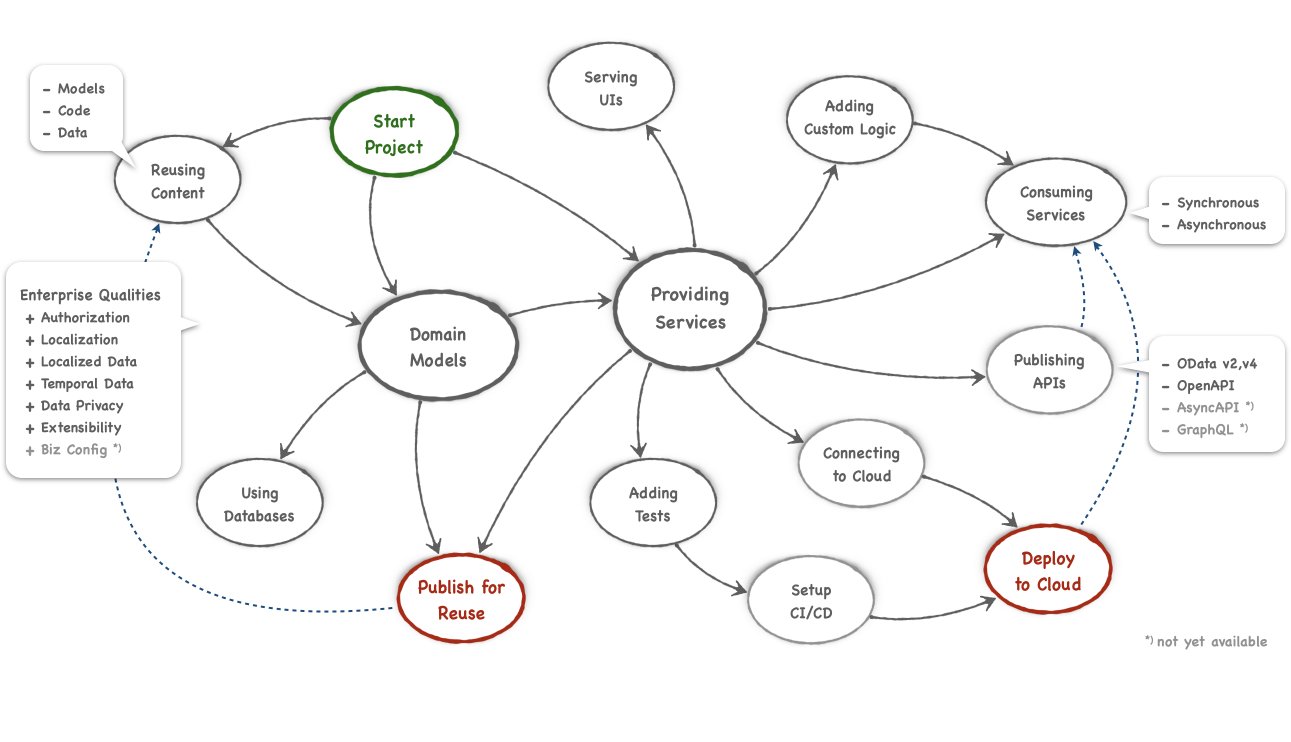 Serving
UIs
– Models
– Code
– Data
Start
Project
Adding
Custom Logic
Reusing
Content
Consuming
Services
– Synchronous
– Asynchronous
Enterprise Qualities
+ Authorization
+ Localization
+ Localized Data
+ Temporal Data
+ Data Privacy
+ Extensibility
+ Biz Config *)
Domain
Models
Providing
Services
Publishing
APIs
– OData v2,v4
– OpenAPI
– AsyncAPI *)
– GraphQL *)
Using
Databases
Adding
Tests
Connecting
to Cloud
Publish for
Reuse
Setup
CI/CD
Deploy
to Cloud
*) not yet available